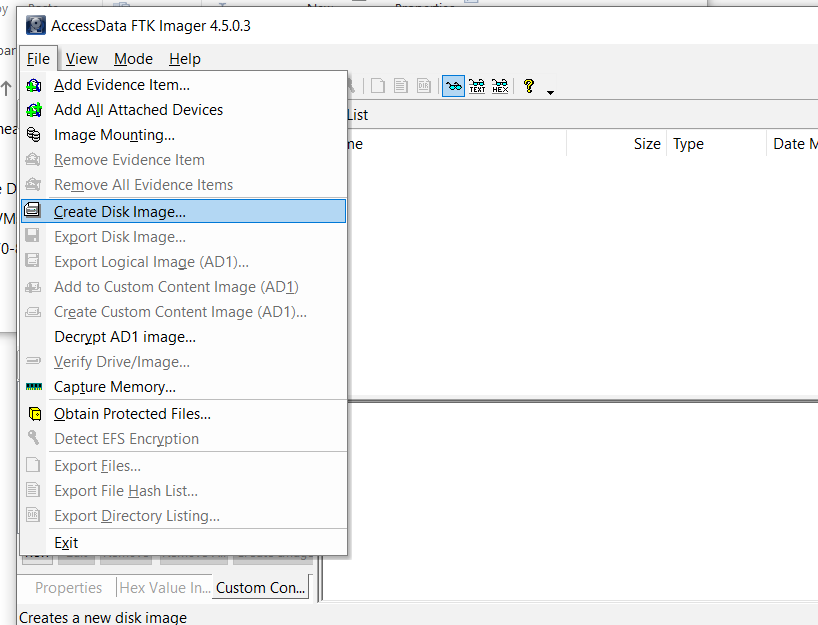 AccessData FTK Imager 4.5.0.3
File View Mode Help
Add Evidence Item...
Add All Attached Devices
Image Mounting...
Remove Evidence Item
Remove All Evidence Items
Create Disk Image...
Export Disk Image...
Export Logical Image (AD1)...
Add to Custom Content Image (AD1)
Create Custom Content Image (AD1)...
Decrypt AD1 image...
Verify Drive/Image...
Capture Memory...
Obtain Protected Files...
Detect EFS Encryption
Export Files...
Export File Hash List...
Export Directory Listing...
Exit
TEXT HEX
List
ne Size Type Date M
Properties Hex Value In... Custom Con...
Creates a new disk image